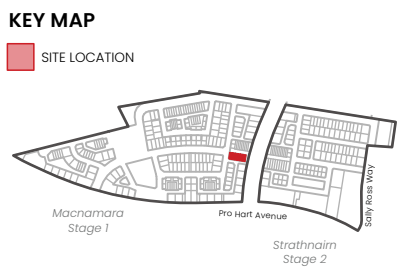 KEY MAP
SITE LOCATION
Macnamara
Stage 1
Pro Hart Avenue
Sally Ross Way
Strathnairn
Stage 2